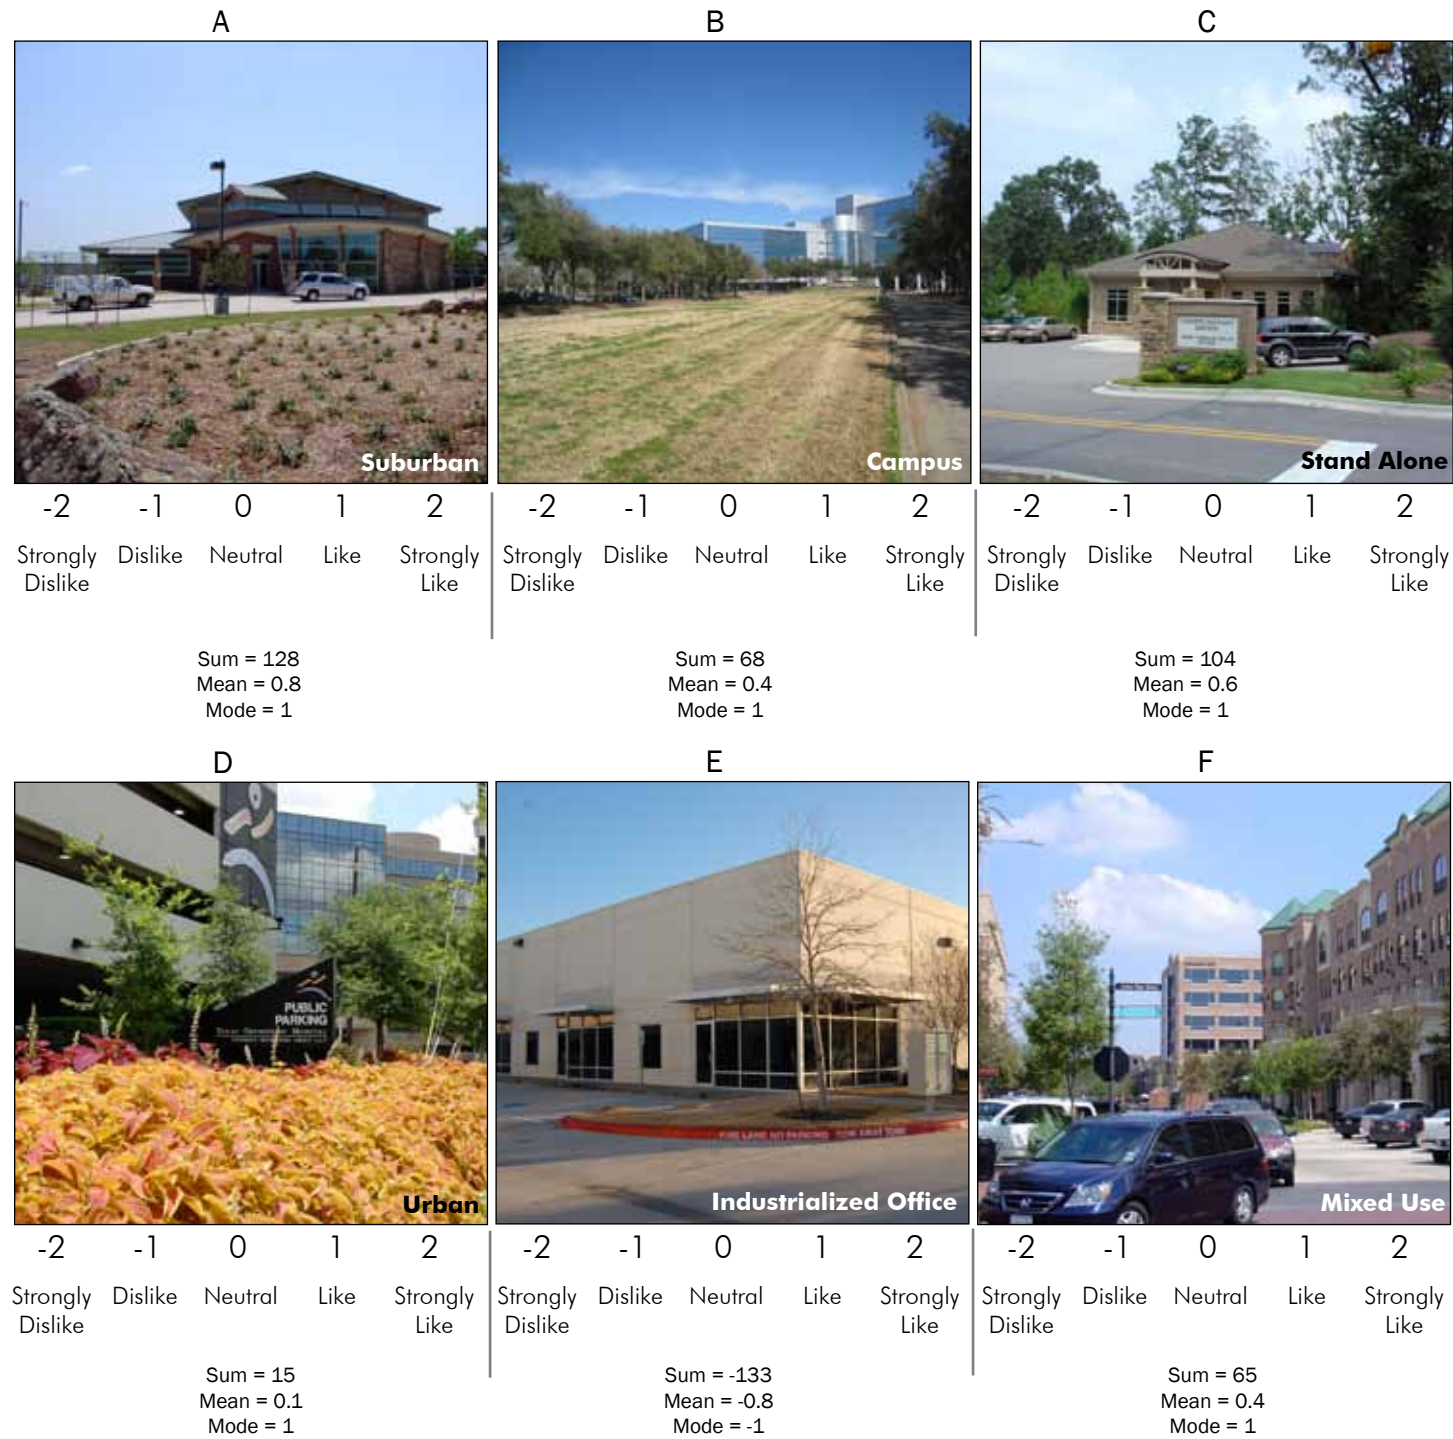 A
B
C
Suburban
Campus
Stand Alone
-2 -1 0 1 2
Strongly Dislike Dislike Neutral Like Strongly Like
-2 -1 0 1 2
Strongly Dislike Dislike Neutral Like Strongly Like
-2 -1 0 1 2
Strongly Dislike Dislike Neutral Like Strongly Like
Sum = 128
Mean = 0.8
Mode = 1
Sum = 68
Mean = 0.4
Mode = 1
Sum = 104
Mean = 0.6
Mode = 1
D
E
F
PUBLIC
PARKING
FIRE LANE NO PARKING TOW AWAY ZONE
Urban
Industrialized Office
Mixed Use
-2 -1 0 1 2
Strongly Dislike Dislike Neutral Like Strongly Like
-2 -1 0 1 2
Strongly Dislike Dislike Neutral Like Strongly Like
-2 -1 0 1 2
Strongly Dislike Dislike Neutral Like Strongly Like
Sum = 15
Mean = 0.1
Mode = 1
Sum = -133
Mean = -0.8
Mode = -1
Sum = 65
Mean = 0.4
Mode = 1